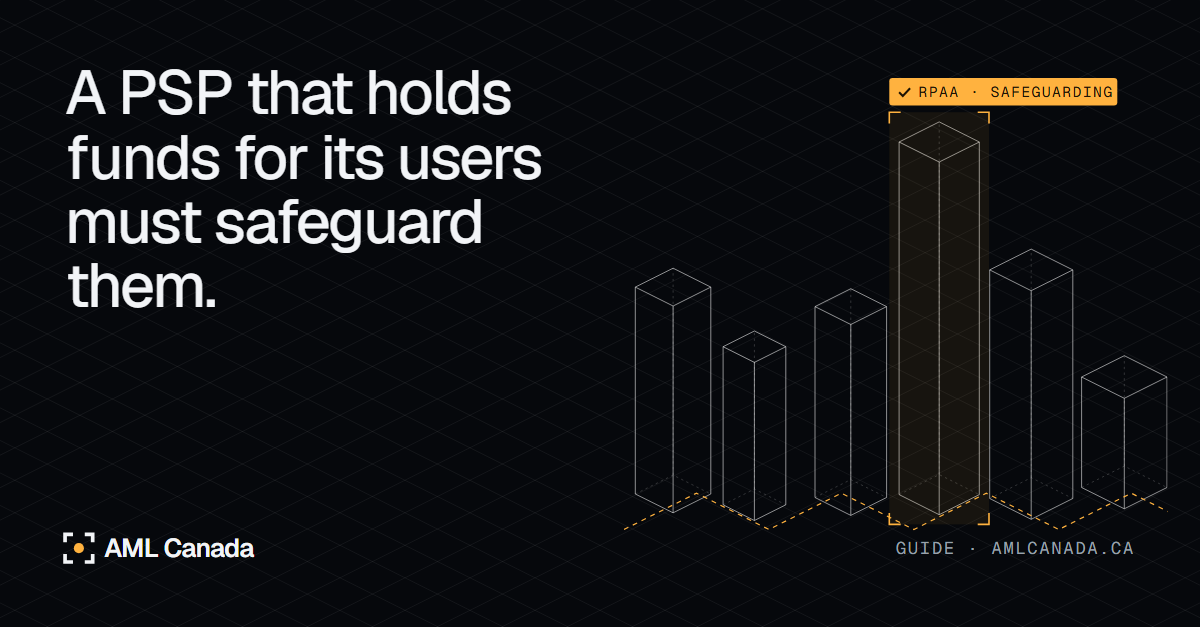 A PSP that holds
funds for its users
must safeguard
them.
RPAA · SAFEGUARDING
AML Canada
GUIDE · AMLCANADA.CA